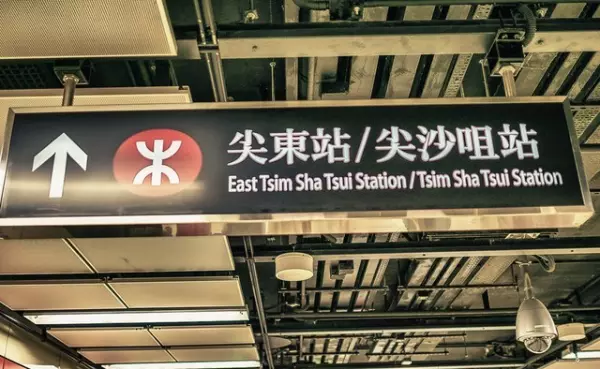 尖東站/尖沙咀站
East Tsim Sha Tsui Station / Tsim Sha Tsui Station